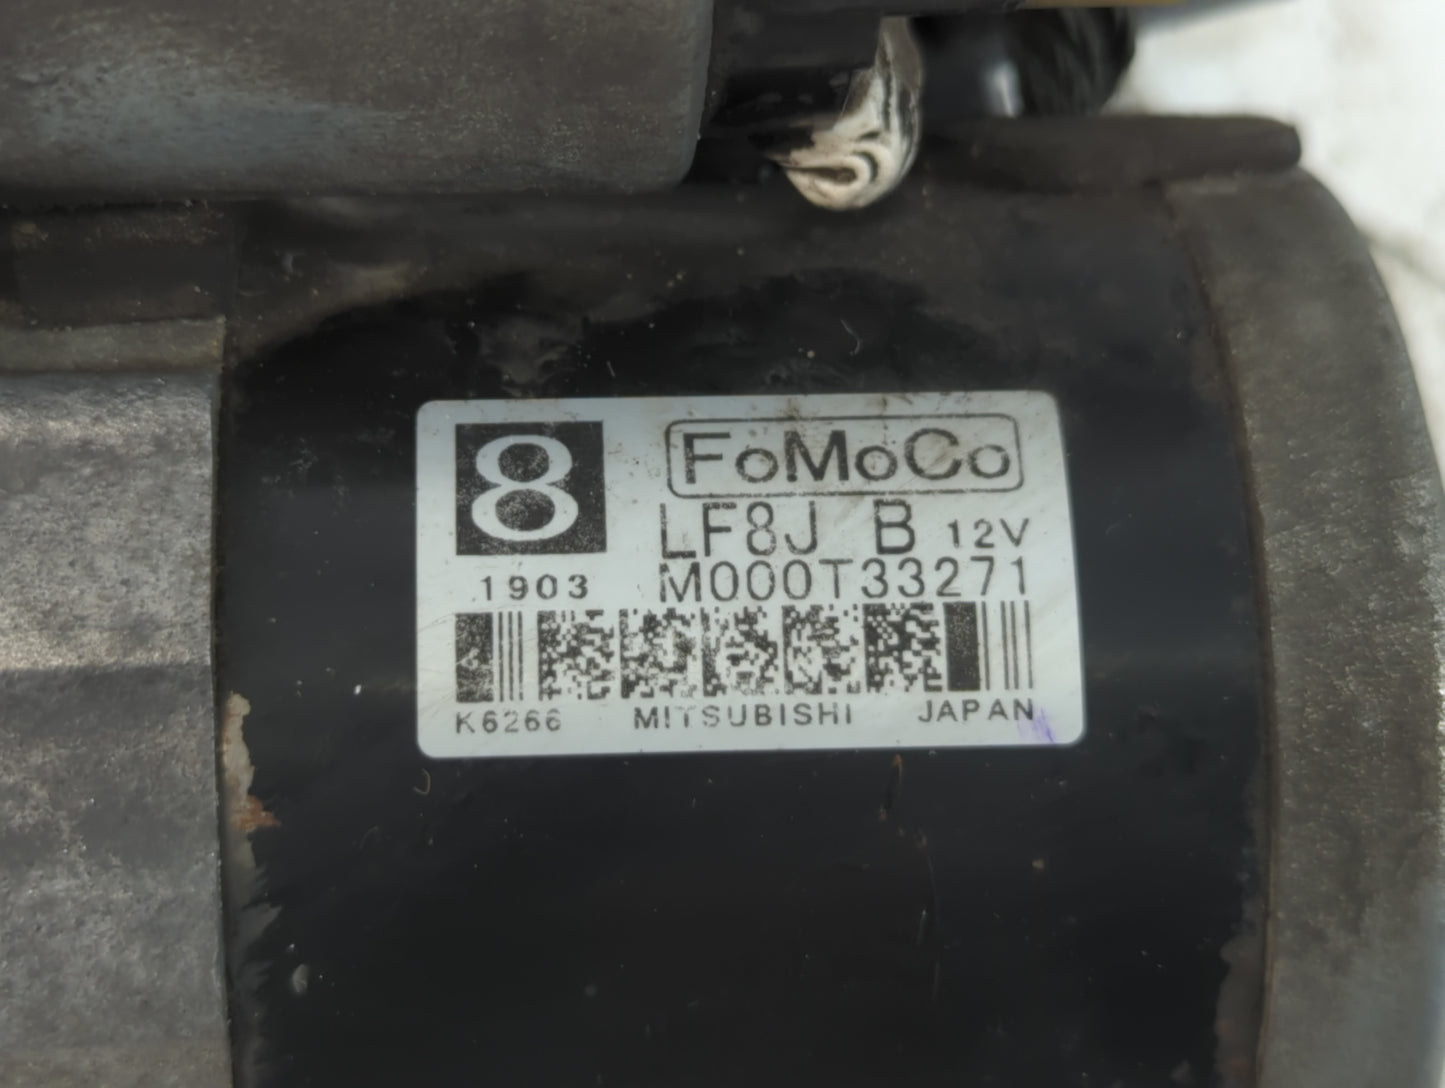 8
FoMoCo
LF8J B 12V
1903 M000T33271
K6266 MITSUBISHI JAPAN